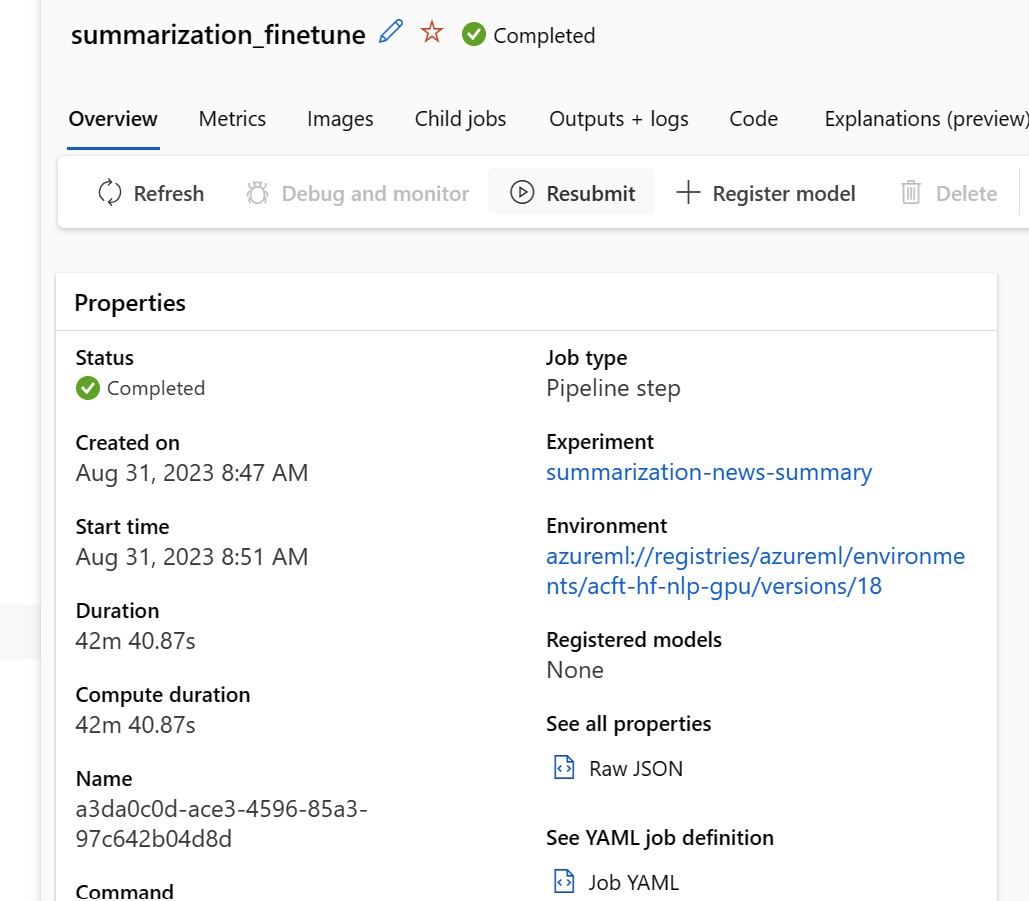 summarization_finetune Completed
Overview Metrics Images Child jobs Outputs + logs Code Explanations (preview)
Refresh Debug and monitor Resubmit Register model Delete
Properties
Status
Completed
Created on
Aug 31, 2023 8:47 AM
Start time
Aug 31, 2023 8:51 AM
Duration
42m 40.87s
Compute duration
42m 40.87s
Name
a3da0c0d-ace3-4596-85a3-
97c642b04d8d
Command
Job type
Pipeline step
Experiment
summarization-news-summary
Environment
azureml://registries/azureml/environme
nts/acft-hf-nlp-gpu/versions/18
Registered models
None
See all properties
Raw JSON
See YAML job definition
Job YAML